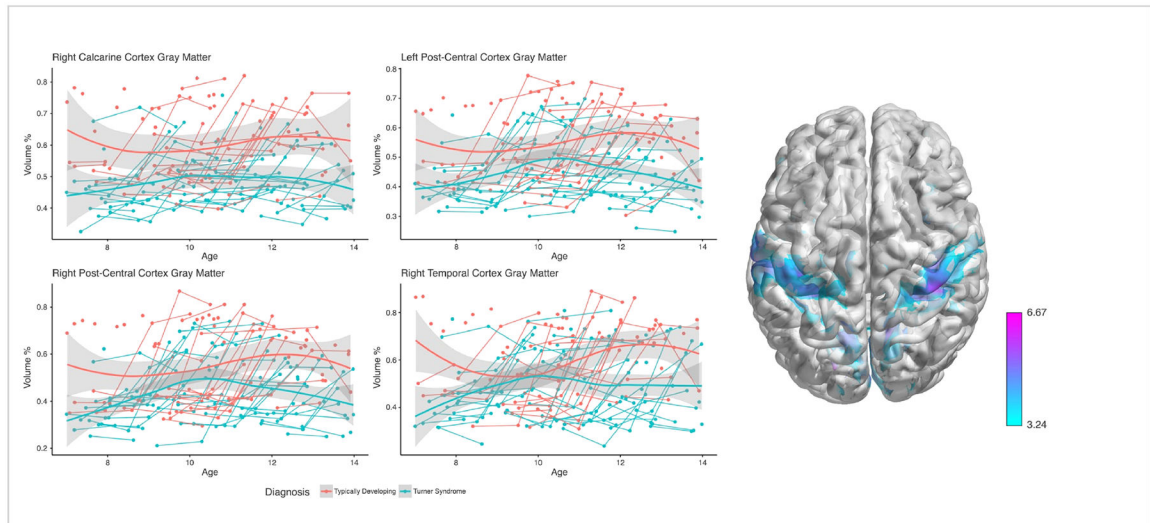 Right Calcarine Cortex Gray Matter
Volume %
0.8
0.7
0.6
0.5
0.4
8 10 12 14
Age
Left Post-Central Cortex Gray Matter
Volume %
0.8
0.7
0.6
0.5
0.4
0.3
8 10 12 14
Age
Right Post-Central Cortex Gray Matter
Volume %
0.8
0.6
0.4
0.2
8 10 12 14
Age
Right Temporal Cortex Gray Matter
Volume %
0.8
0.6
0.4
8 10 12 14
Age
Diagnosis Typically Developing Turner Syndrome
6.67
3.24